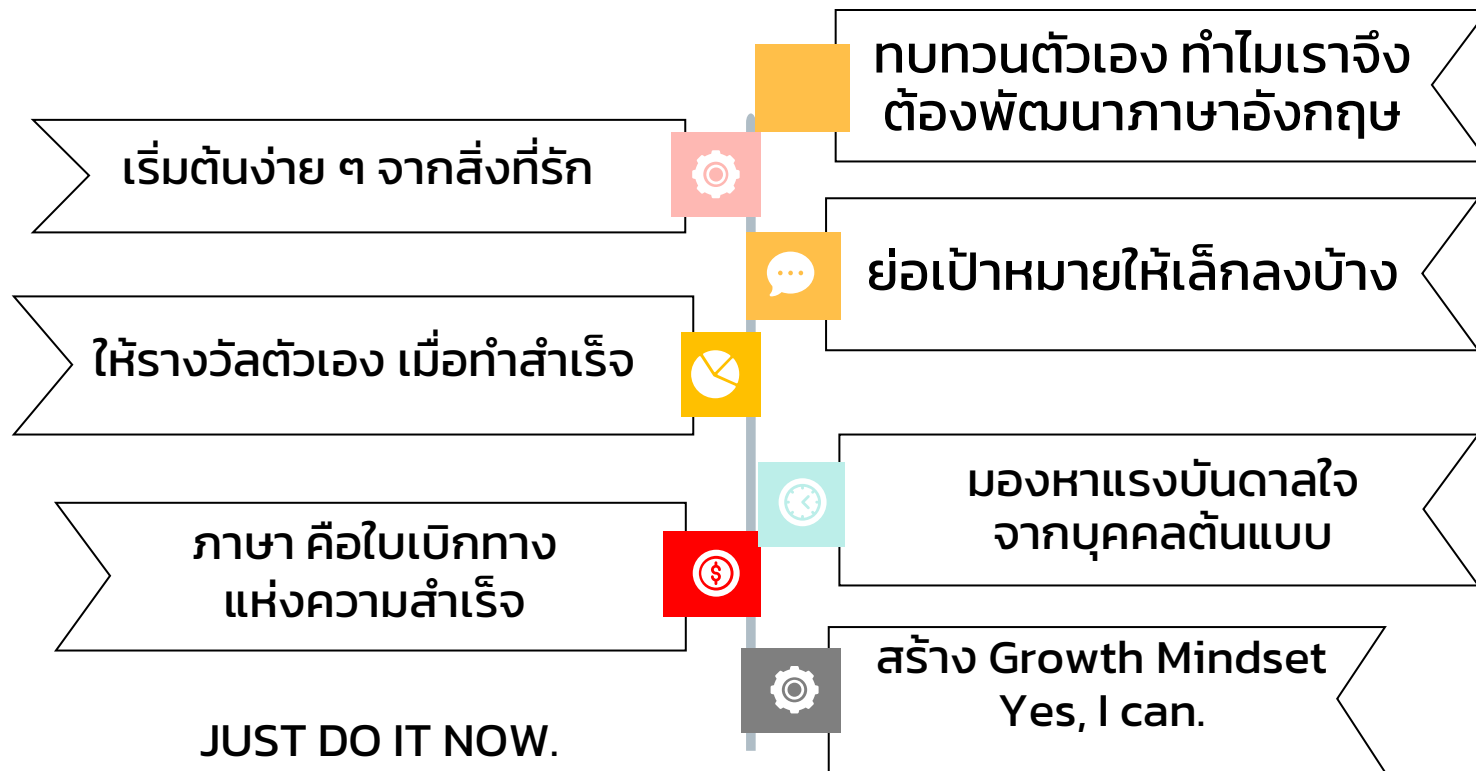 ทบทวนตัวเอง ทำไมเราจึง
ต้องพัฒนาภาษาอังกฤษ
เริ่มต้นง่าย ๆ จากสิ่งที่รัก
ย่อเป้าหมายให้เล็กลงบ้าง
ให้รางวัลตัวเอง เมื่อทำสำเร็จ
มองหาแรงบันดาลใจ
จากบุคคลต้นแบบ
ภาษา คือใบเบิกทาง
แห่งความสำเร็จ
สร้าง Growth Mindset
Yes, I can.
JUST DO IT NOW.